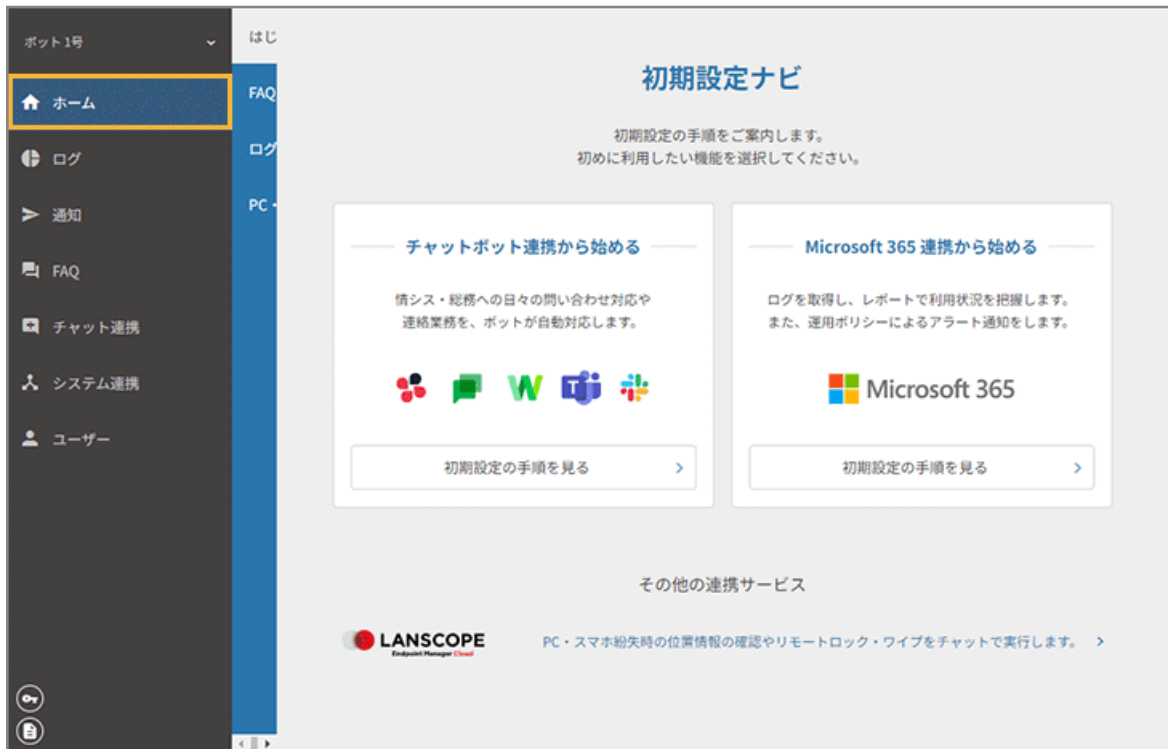 ボット1号
ホーム
ログ
通知
FAQ
チャット連携
システム連携
ユーザー
はじ
FAQ
ログ
PC・
初期設定ナビ
初期設定の手順をご案内します。
初めに利用したい機能を選択してください。
チャットボット連携から始める
情シス・総務への日々の問い合わせ対応や
連絡業務を、ボットが自動対応します。
初期設定の手順を見る
Microsoft 365 連携から始める
ログを取得し、レポートで利用状況を把握します。
また、運用ポリシーによるアラート通知をします。
Microsoft 365
初期設定の手順を見る
その他の連携サービス
LANSCOPE
Endpoint Manager Cloud
PC・スマホ紛失時の位置情報の確認やリモートロック・ワイプをチャットで実行します。